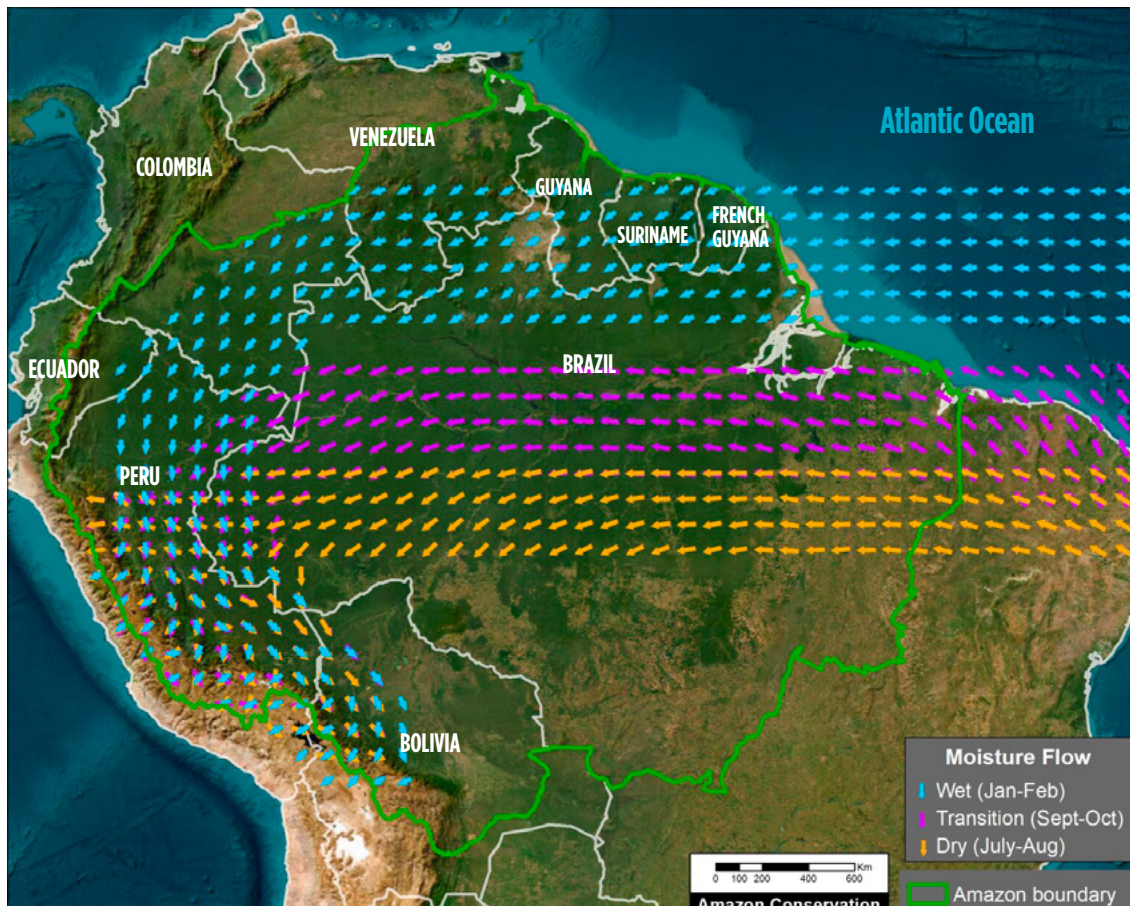 Atlantic Ocean
VENEZUELA
COLOMBIA
GUYANA
FRENCH
GUYANA
SURINAME
BRAZIL
ECUADOR
PERU
BOLIVIA
Moisture Flow
Wet (Jan-Feb)
Transition (Sept-Oct)
Dry (July-Aug)
Km
0 100 200 400 600
Amazon Conservation
Amazon boundary